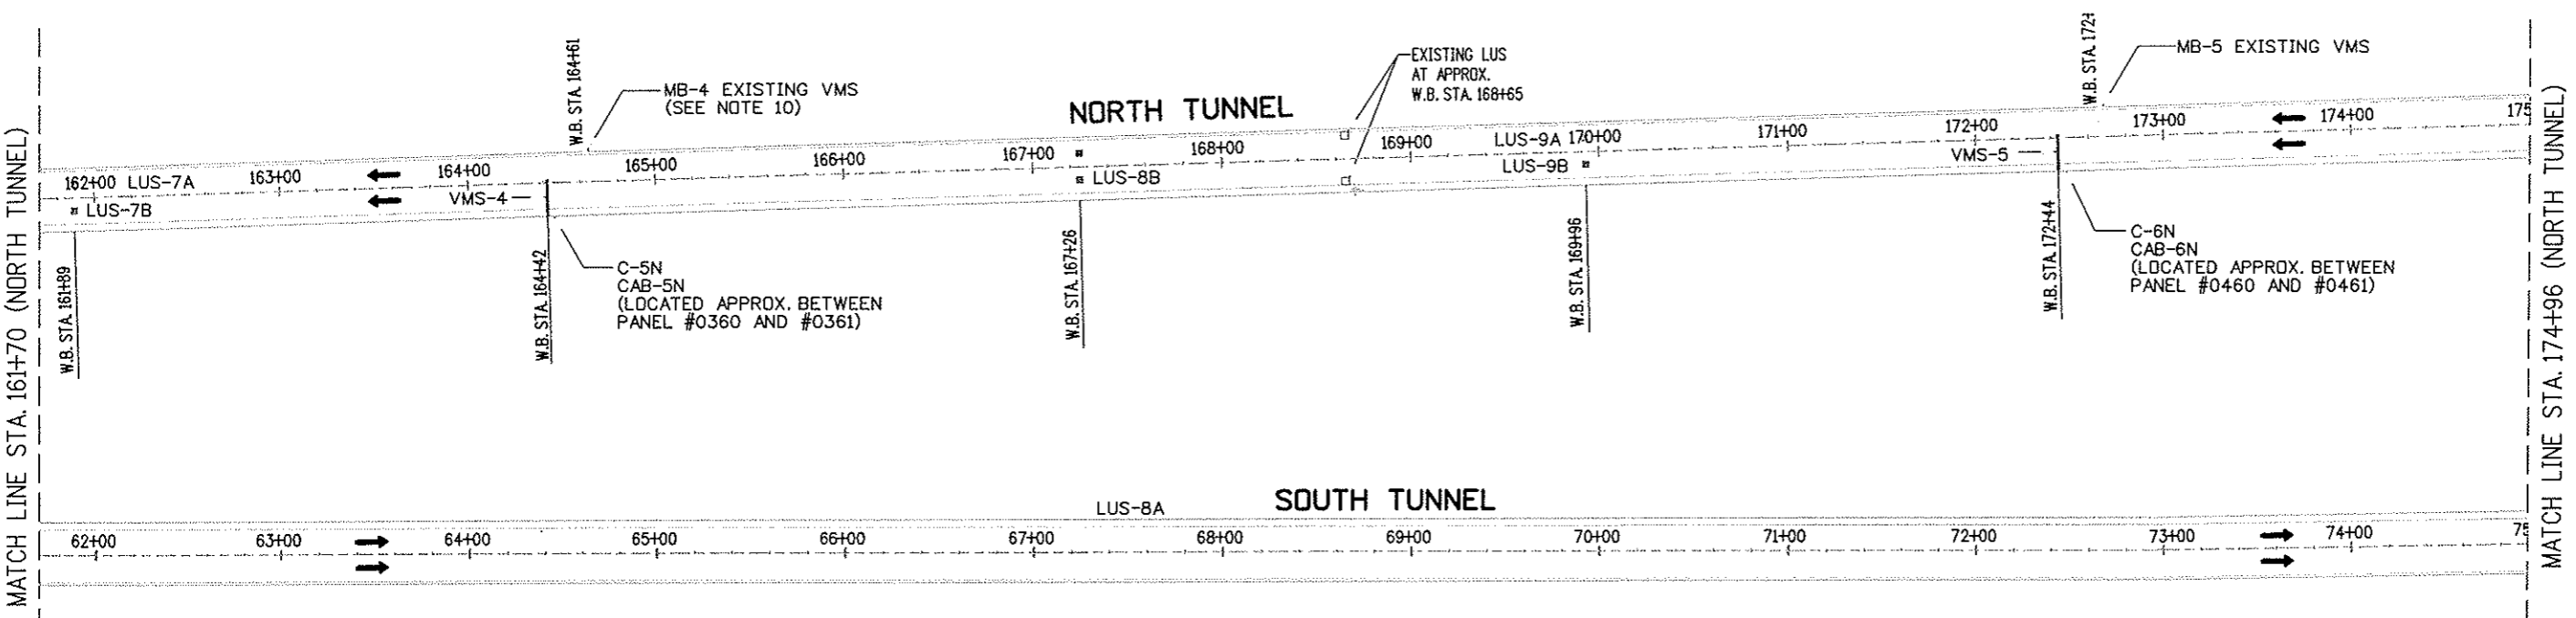 MATCH LINE STA. 161+70 (NORTH TUNNEL)
W.B. STA. 164+61
MB-4 EXISTING VMS
(SEE NOTE 10)
NORTH TUNNEL
EXISTING LUS
AT APPROX.
W.B. STA. 168+65
W.B. STA. 172+
MB-5 EXISTING VMS
162+00 LUS-7A 163+00 164+00 165+00 166+00 167+00 168+00 169+00 LUS-9A 170+00 171+00 172+00 173+00 174+00 175
LUS-7B VMS-4 LUS-8B LUS-9B VMS-5
W.B. STA. 161+89
W.B. STA. 164+42
C-5N
CAB-5N
(LOCATED APPROX. BETWEEN
PANEL #0360 AND #0361)
W.B. STA. 167+26
W.B. STA. 169+96
W.B. STA. 172+44
C-6N
CAB-6N
(LOCATED APPROX. BETWEEN
PANEL #0460 AND #0461)
LUS-8A
SOUTH TUNNEL
62+00 63+00 64+00 65+00 66+00 67+00 68+00 69+00 70+00 71+00 72+00 73+00 74+00
MATCH LINE STA. 174+96 (NORTH TUNNEL)